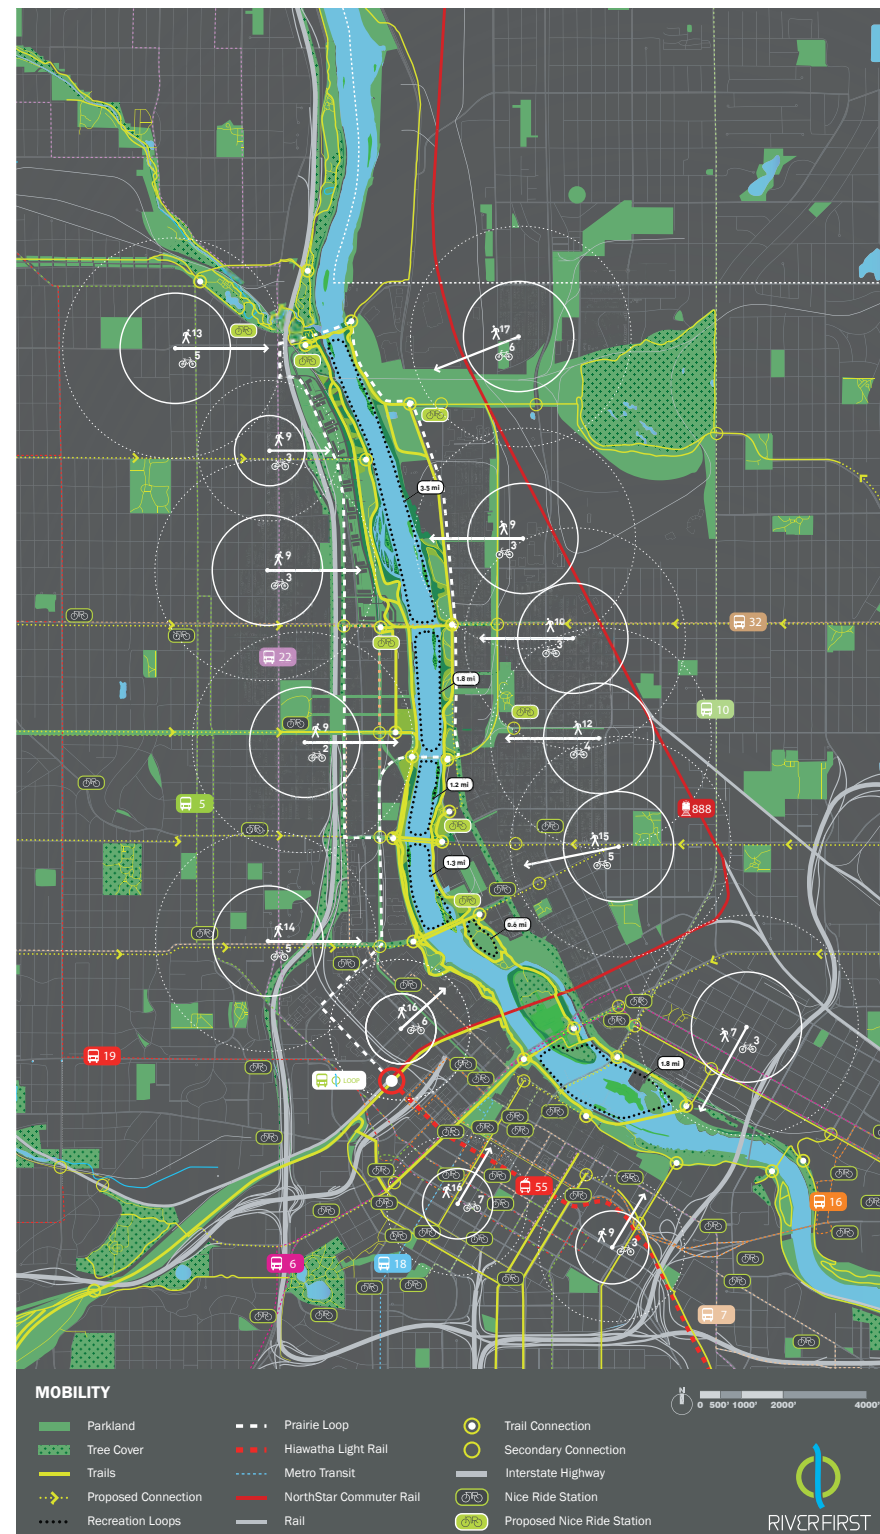 13
5
17
6
9
3
3.5 mi
9
3
9
3
10
3
32
22
1.8 mi
10
9
2
12
4
1.2 mi
5
888
15
5
1.3 mi
0.6 mi
14
5
16
6
7
3
19
LOOP
1.8 mi
16
7
55
16
9
3
6
18
7
MOBILITY
Parkland
Tree Cover
Trails
Proposed Connection
Recreation Loops
Prairie Loop
Hiawatha Light Rail
Metro Transit
NorthStar Commuter Rail
Rail
Trail Connection
Secondary Connection
Interstate Highway
Nice Ride Station
Proposed Nice Ride Station
N
0 500' 1000' 2000' 4000'
RIVERFIRST